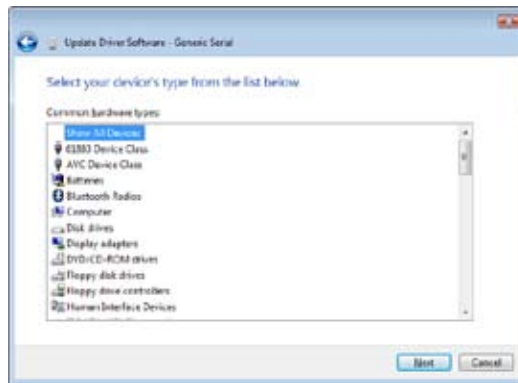 Update Driver Software - Generic Serial
Select your device's type from the list below.
Common hardware types:
Show All Devices
61883 Device Class
AVC Device Class
Batteries
Bluetooth Radios
Computer
Disk drives
Display adapters
DVD/CD-ROM drives
Floppy disk drives
Floppy drive controllers
Human Interface Devices
Next
Cancel